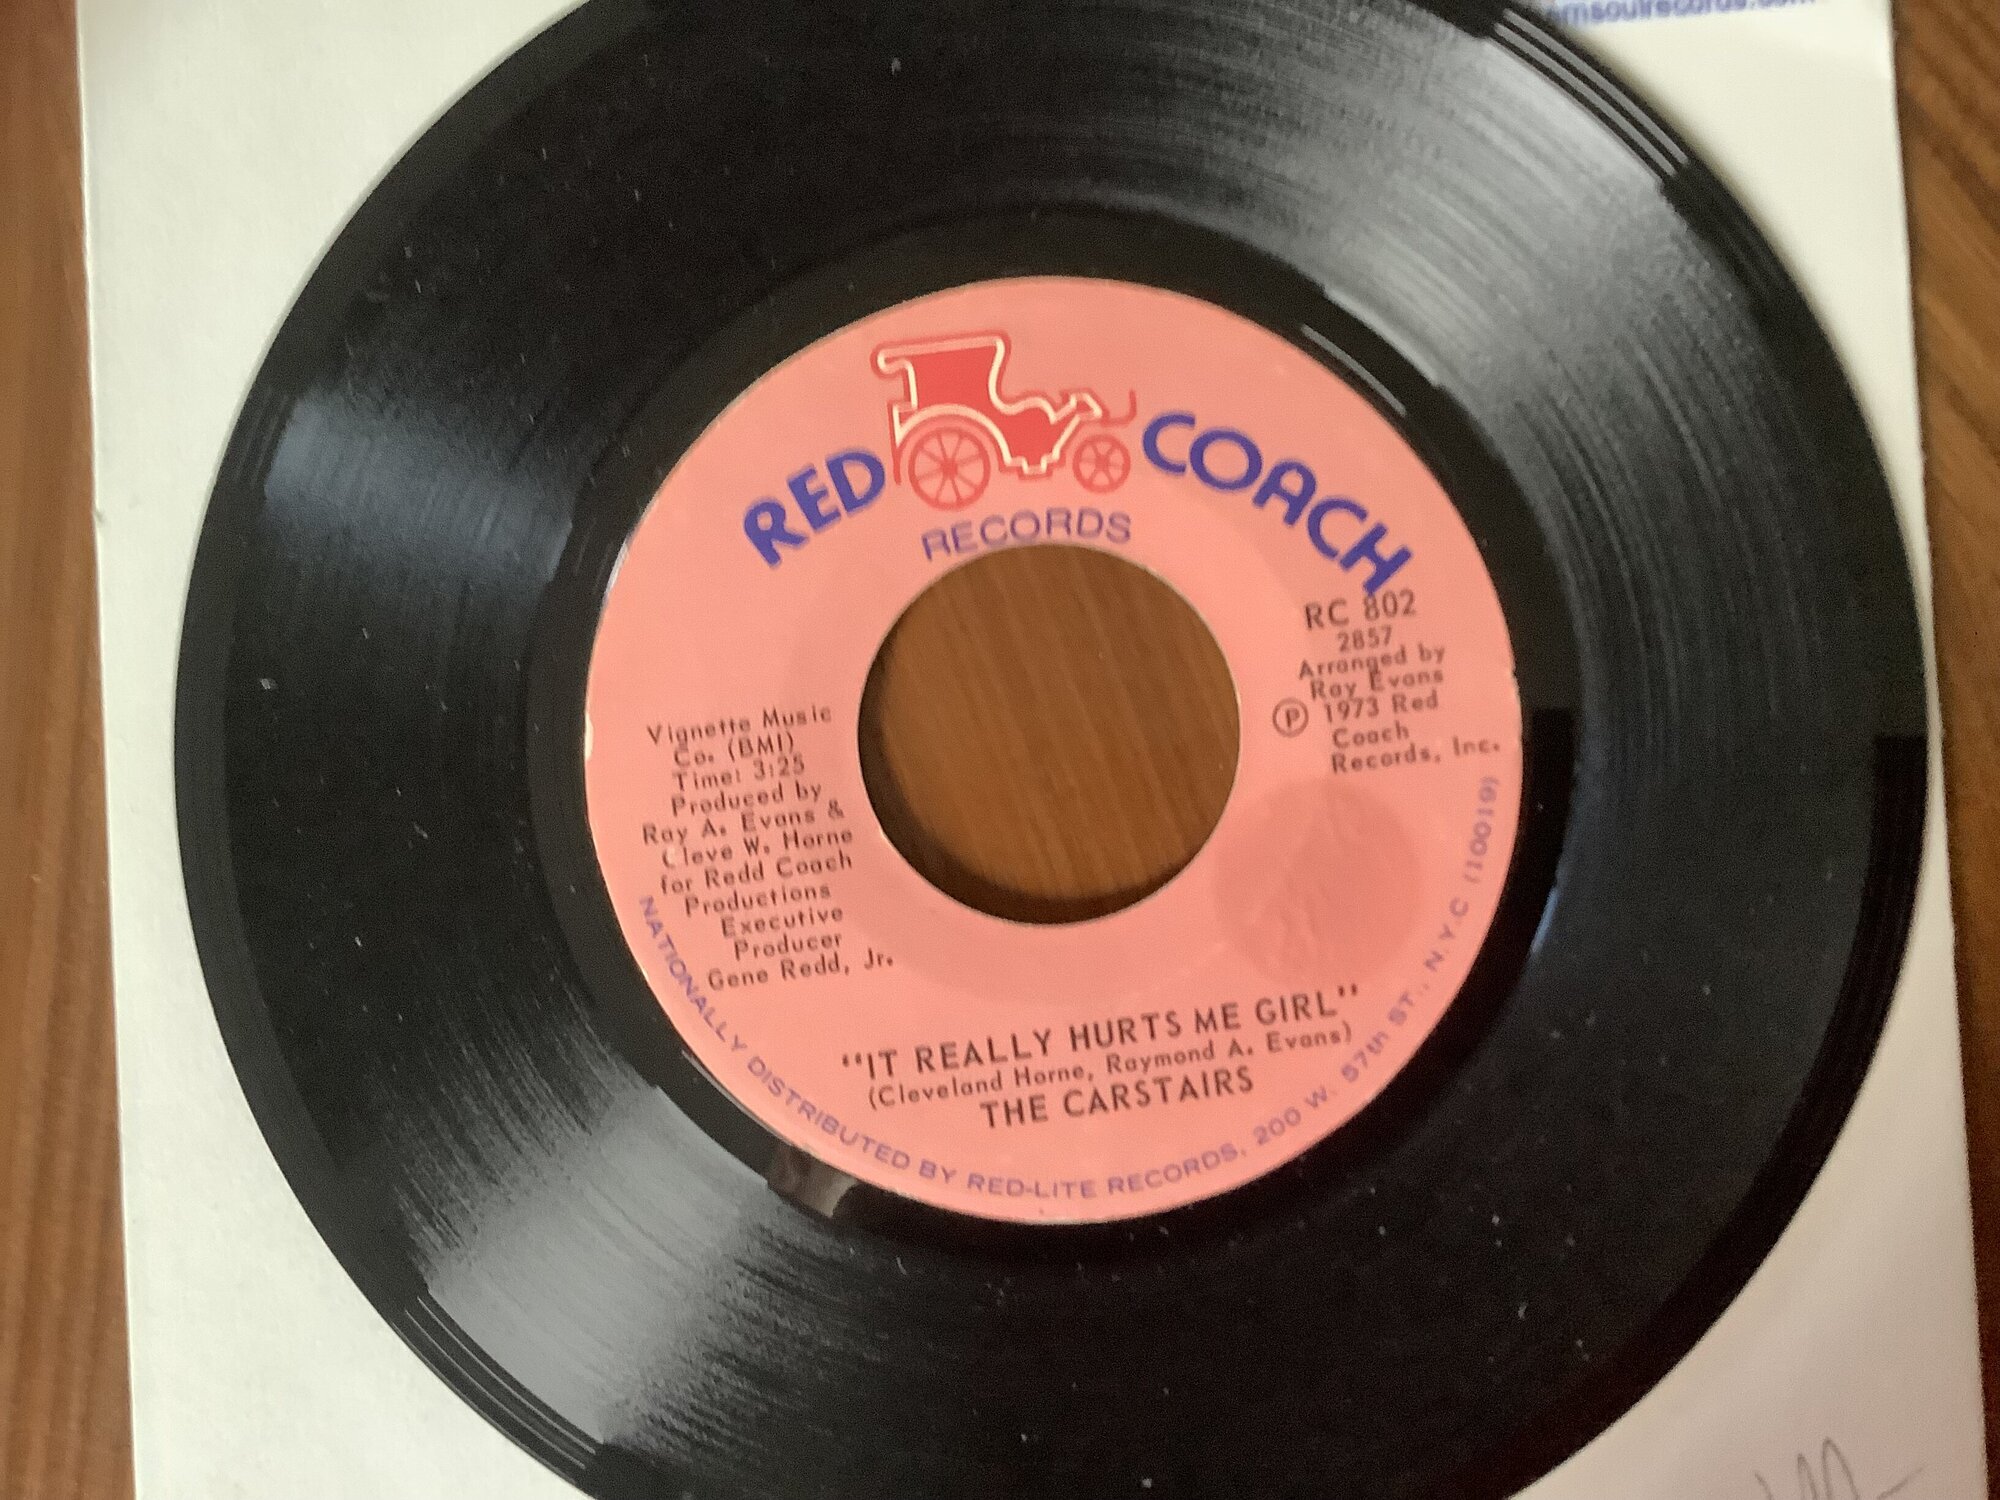 RED COACH
RECORDS
RC 802
2857
Arranged by
Ray Evans
Ⓟ 1973 Red
Coach
Records, Inc.
Vignette Music
Co. (BMI)
Time: 3:25
Produced by
Ray A. Evans &
Cleve W. Horne
for Redd Coach
Productions
Executive
Producer
Gene Redd, Jr.
"IT REALLY HURTS ME GIRL"
(Cleveland Horne, Raymond A. Evans)
THE CARSTAIRS
NATIONALLY DISTRIBUTED BY RED-LITE RECORDS, 200 W. 57th ST., N.Y.C (10019)